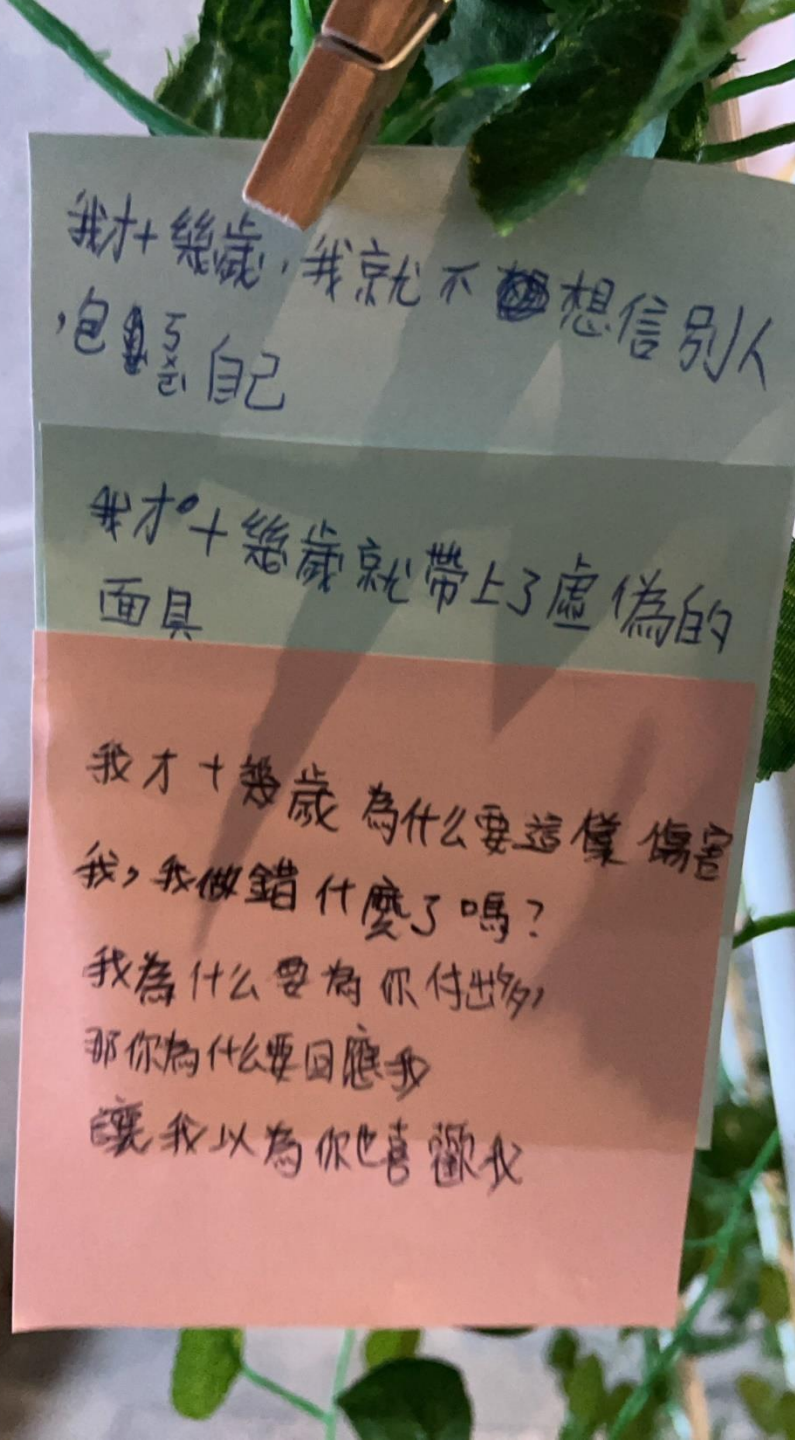 我才十幾歲,我就不想信別人
,包ㄎㄨㄛ自己
我才十幾歲就帶上了虛偽的
面具
我才十幾歲 為什么要這樣傷害
我,我做錯什麼了嗎?
我為什么要為你付出多,
那你為什么要回應我
讓我以為你也喜歡我